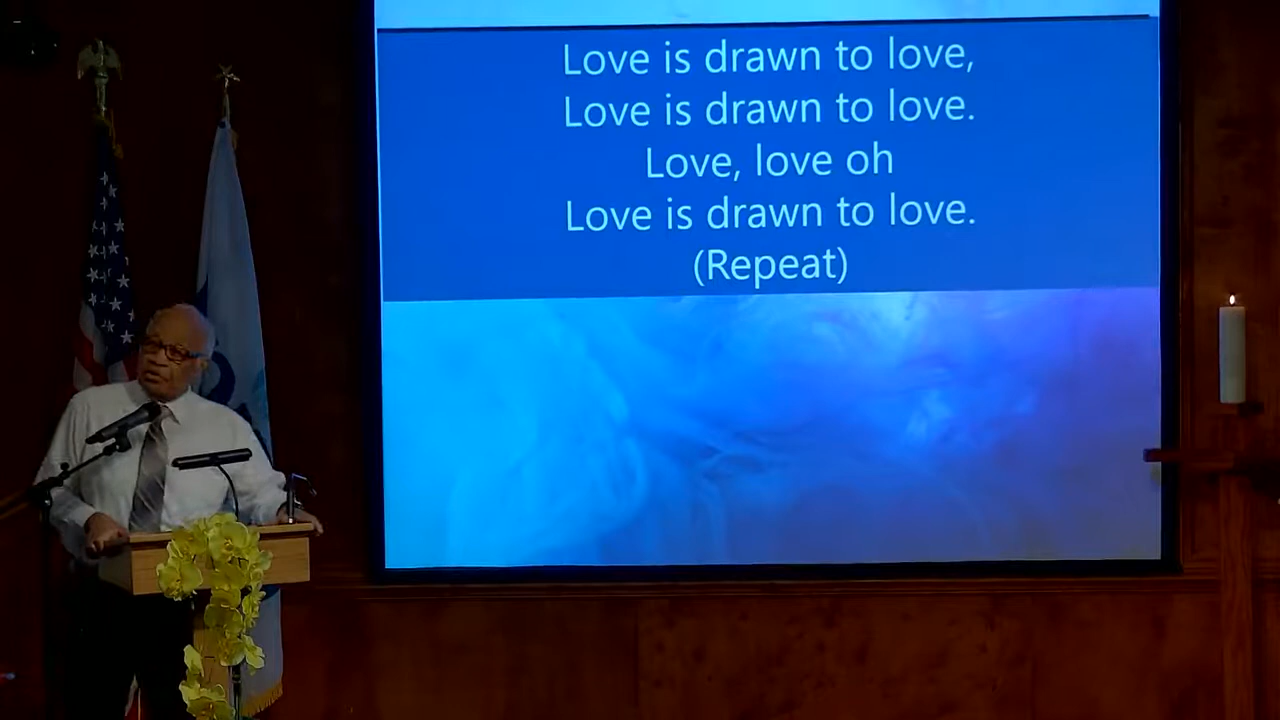 Love is drawn to love,
Love is drawn to love.
Love, love oh
Love is drawn to love.
(Repeat)